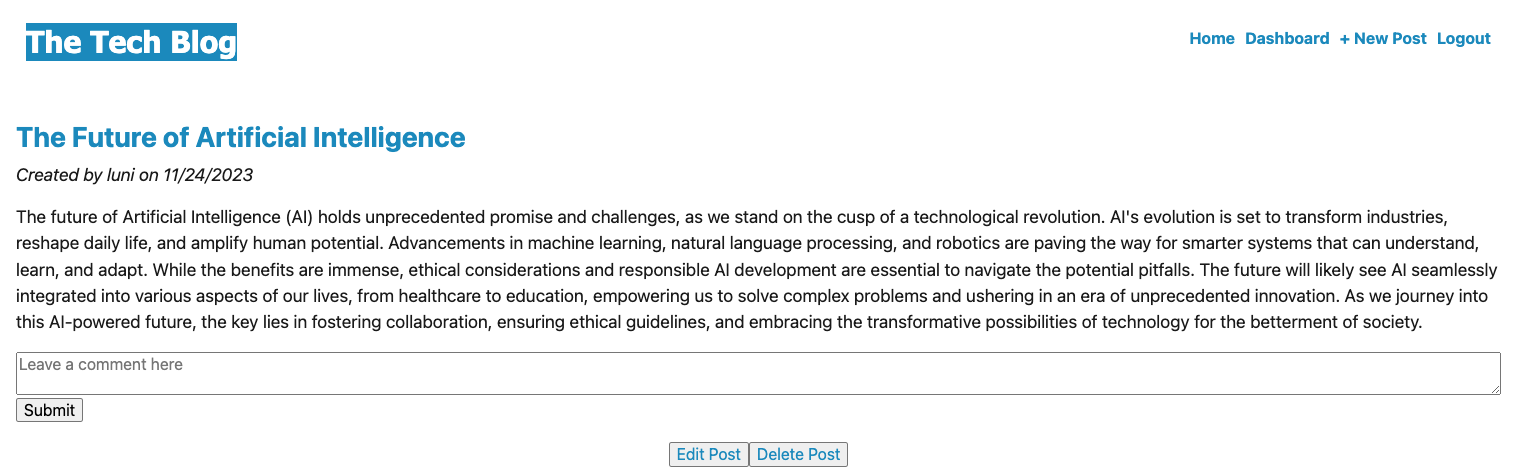 The Tech Blog
Home Dashboard + New Post Logout
The Future of Artificial Intelligence
Created by luni on 11/24/2023
The future of Artificial Intelligence (AI) holds unprecedented promise and challenges, as we stand on the cusp of a technological revolution. AI's evolution is set to transform industries,
reshape daily life, and amplify human potential. Advancements in machine learning, natural language processing, and robotics are paving the way for smarter systems that can understand,
learn, and adapt. While the benefits are immense, ethical considerations and responsible AI development are essential to navigate the potential pitfalls. The future will likely see AI seamlessly
integrated into various aspects of our lives, from healthcare to education, empowering us to solve complex problems and ushering in an era of unprecedented innovation. As we journey into
this AI-powered future, the key lies in fostering collaboration, ensuring ethical guidelines, and embracing the transformative possibilities of technology for the betterment of society.
Leave a comment here
Submit
Edit Post Delete Post